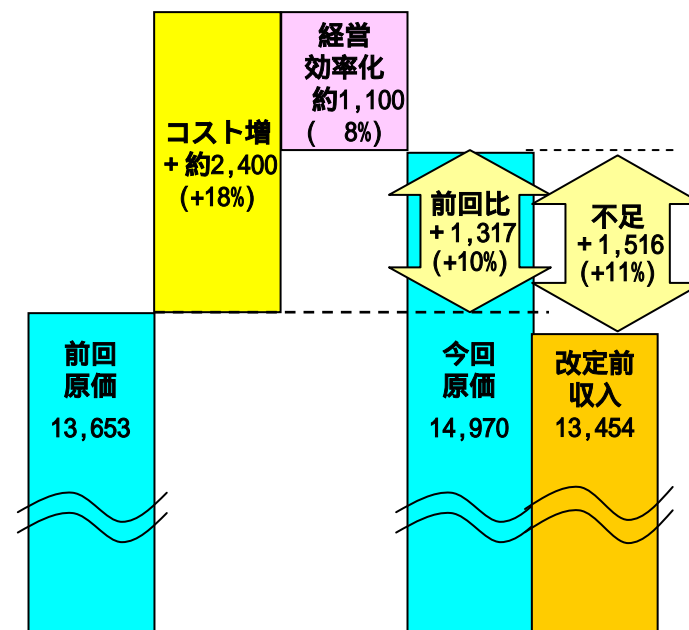 経営
効率化
約1,100
(　8%)
コスト増
+約2,400
(+18%)
前回比
+1,317
(+10%)
不足
+1,516
(+11%)
前回
原価
13,653
今回
原価
14,970
改定前
収入
13,454